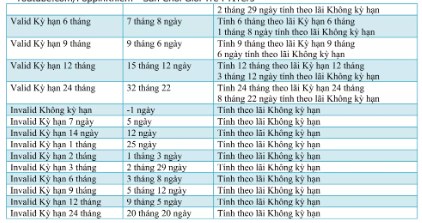 2 tháng 29 ngày tính theo lãi Không kỳ hạn
Valid Kỳ hạn 6 tháng 7 tháng 8 ngày Tính 6 tháng theo lãi Kỳ hạn 6 tháng
1 tháng 8 ngày tính theo lãi Không kỳ hạn
Valid Kỳ hạn 9 tháng 9 tháng 6 ngày Tính 9 tháng theo lãi Kỳ hạn 9 tháng
6 ngày tính theo lãi Không kỳ hạn
Valid Kỳ hạn 12 tháng 15 tháng 12 ngày Tính 12 tháng theo lãi Kỳ hạn 12 tháng
3 tháng 12 ngày tính theo lãi Không kỳ hạn
Valid Kỳ hạn 24 tháng 32 tháng 22 Tính 24 tháng theo lãi Kỳ hạn 24 tháng
8 tháng 22 ngày tính theo lãi Không kỳ hạn
Invalid Không kỳ hạn -1 ngày Tính theo lãi Không kỳ hạn
Invalid Kỳ hạn 7 ngày 5 ngày Tính theo lãi Không kỳ hạn
Invalid Kỳ hạn 14 ngày 12 ngày Tính theo lãi Không kỳ hạn
Invalid Kỳ hạn 1 tháng 25 ngày Tính theo lãi Không kỳ hạn
Invalid Kỳ hạn 2 tháng 1 tháng 3 ngày Tính theo lãi Không kỳ hạn
Invalid Kỳ hạn 3 tháng 2 tháng 29 ngày Tính theo lãi Không kỳ hạn
Invalid Kỳ hạn 6 tháng 3 tháng 8 ngày Tính theo lãi Không kỳ hạn
Invalid Kỳ hạn 9 tháng 5 tháng 12 ngày Tính theo lãi Không kỳ hạn
Invalid Kỳ hạn 12 tháng 9 tháng 5 ngày Tính theo lãi Không kỳ hạn
Invalid Kỳ hạn 24 tháng 20 tháng 20 ngày Tính theo lãi Không kỳ hạn